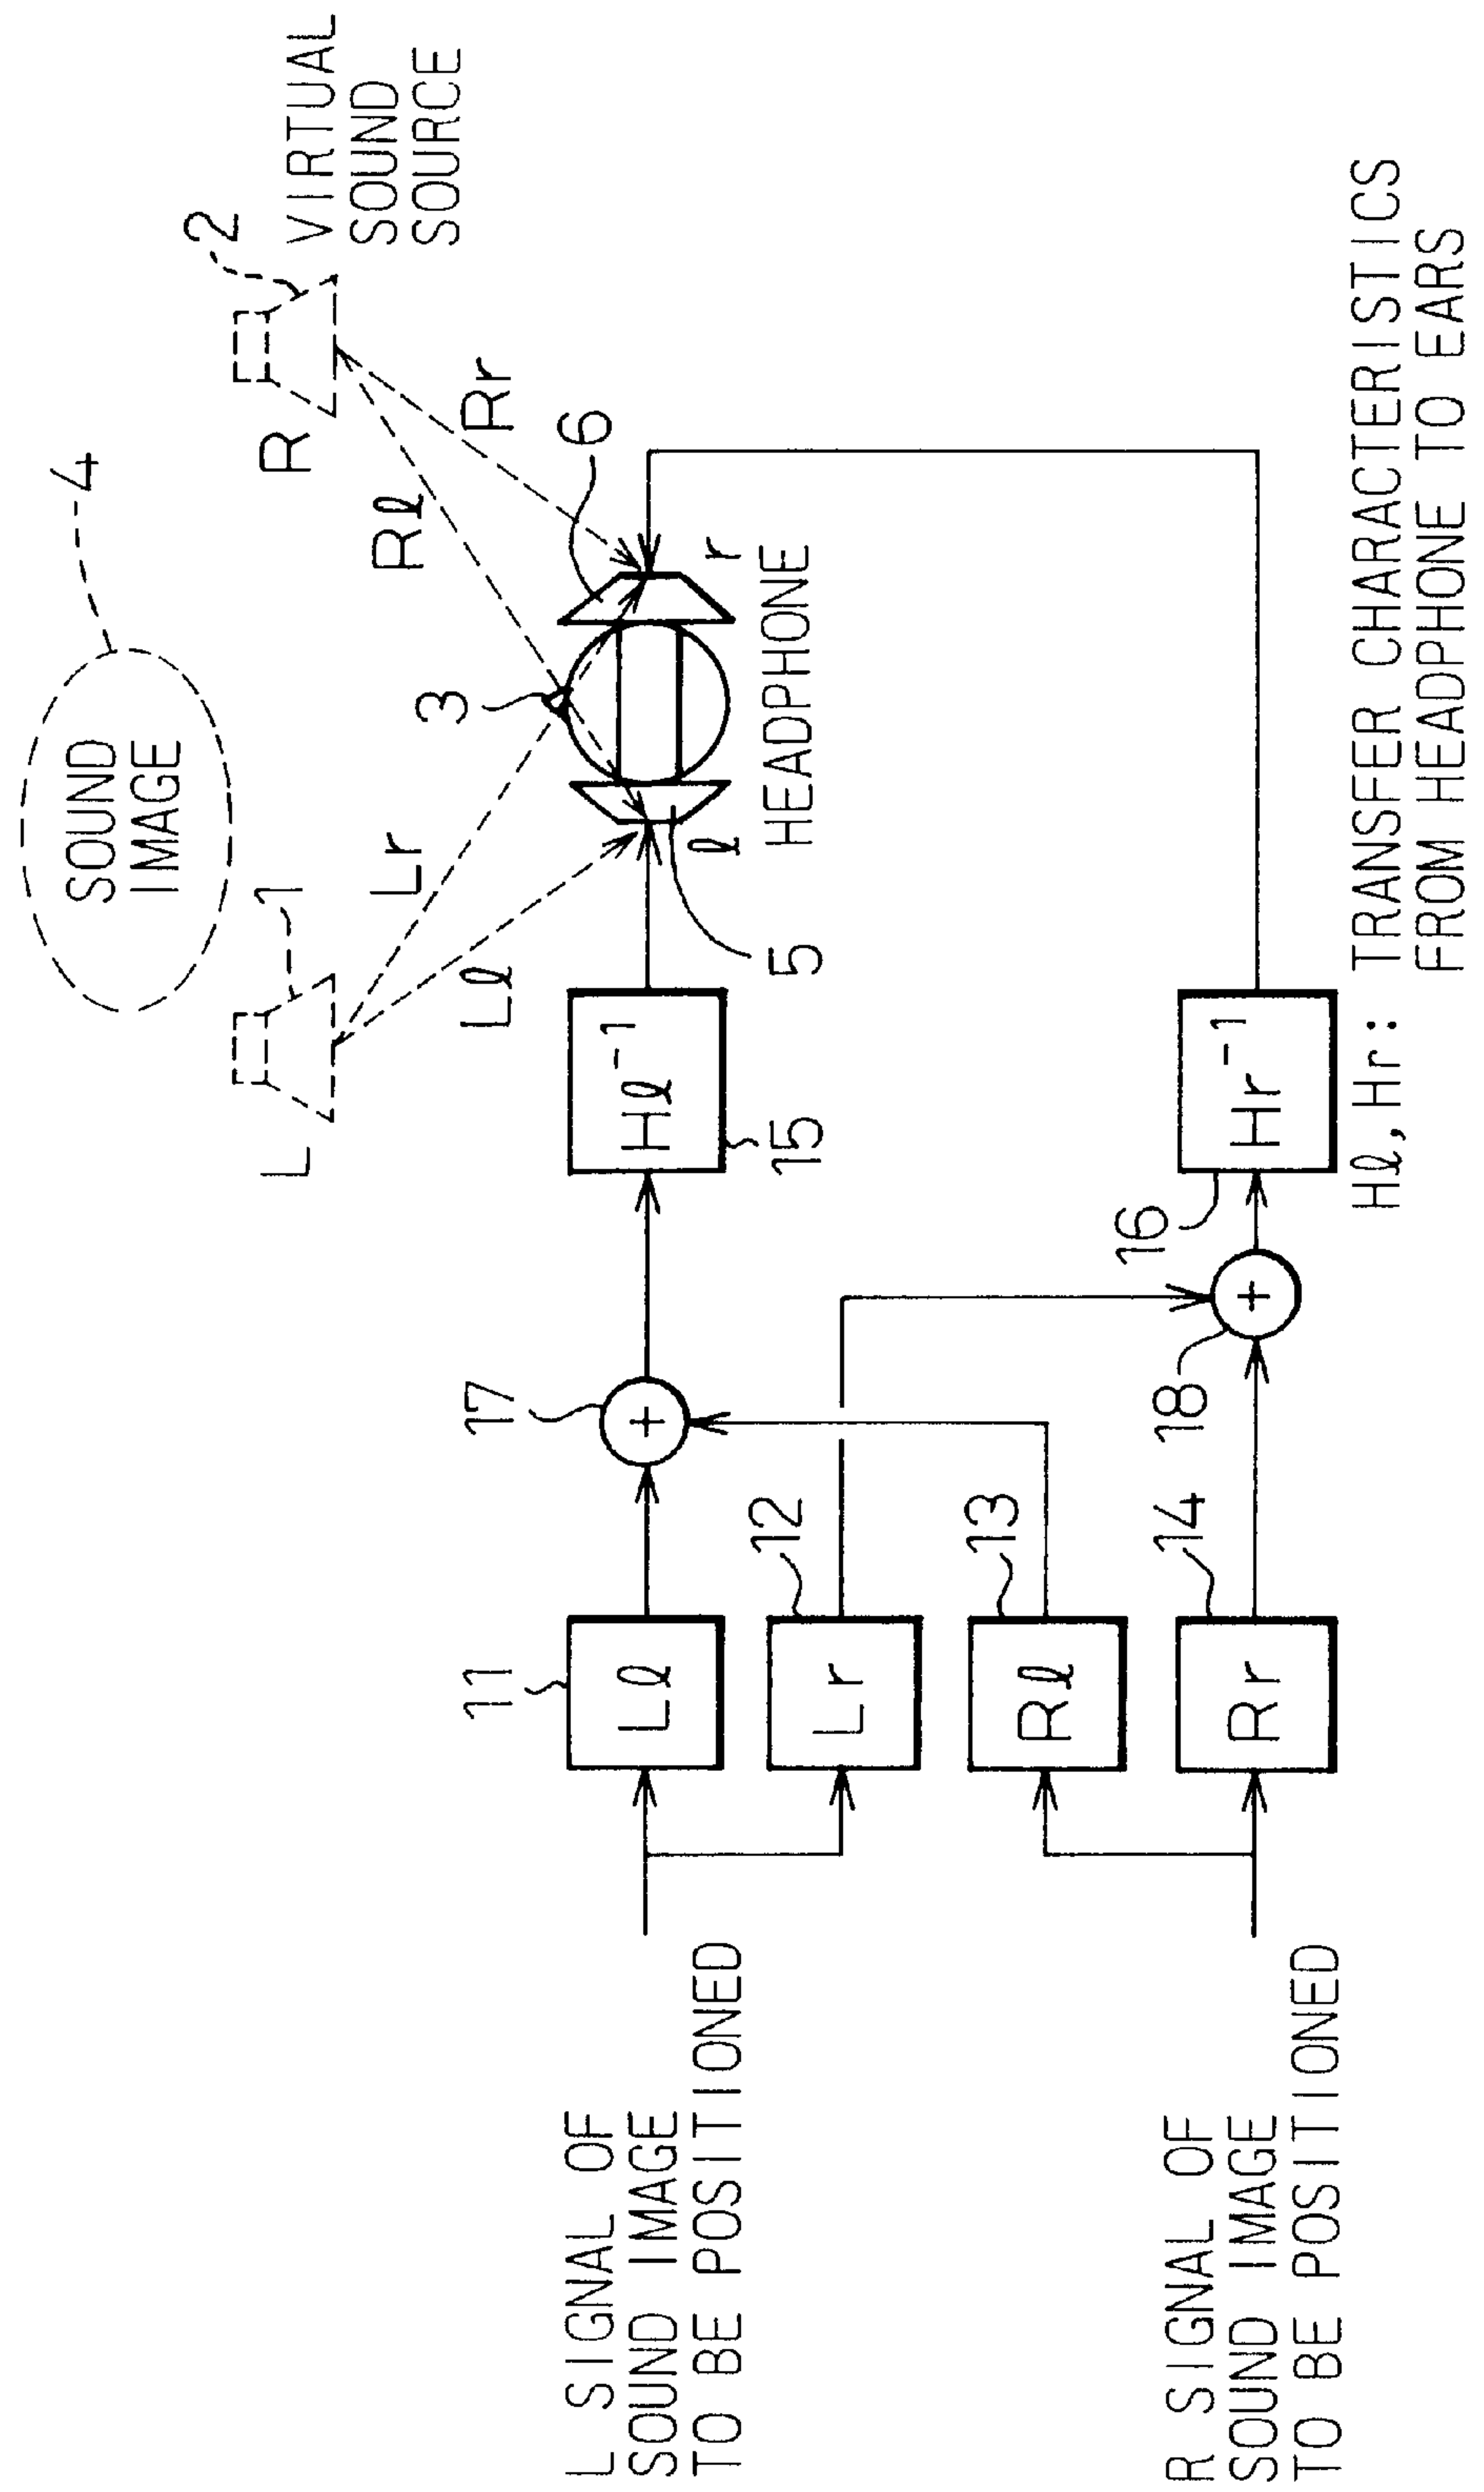 SOUND
IMAGE
4
1
L
2
R
VIRTUAL
SOUND
SOURCE
Lℓ
Lr
3
Rℓ
Rr
6
5
ℓ
r
HEADPHONE
L SIGNAL OF
SOUND IMAGE
TO BE POSITIONED
11
Lℓ
17
+
Hℓ⁻¹
15
12
Lr
13
Rℓ
R SIGNAL OF
SOUND IMAGE
TO BE POSITIONED
14
Rr
18
+
16
Hr⁻¹
Hℓ,Hr: TRANSFER CHARACTERISTICS
FROM HEADPHONE TO EARS